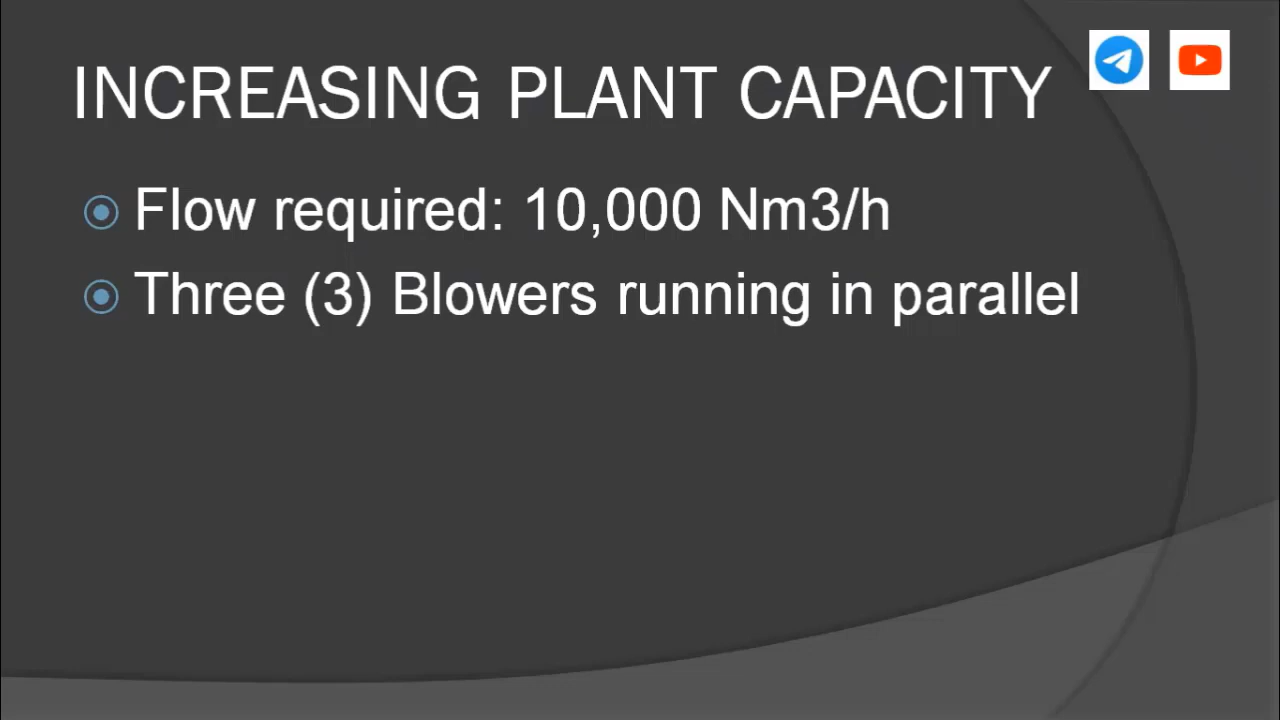 INCREASING PLANT CAPACITY
Flow required: 10,000 Nm3/h
Three (3) Blowers running in parallel